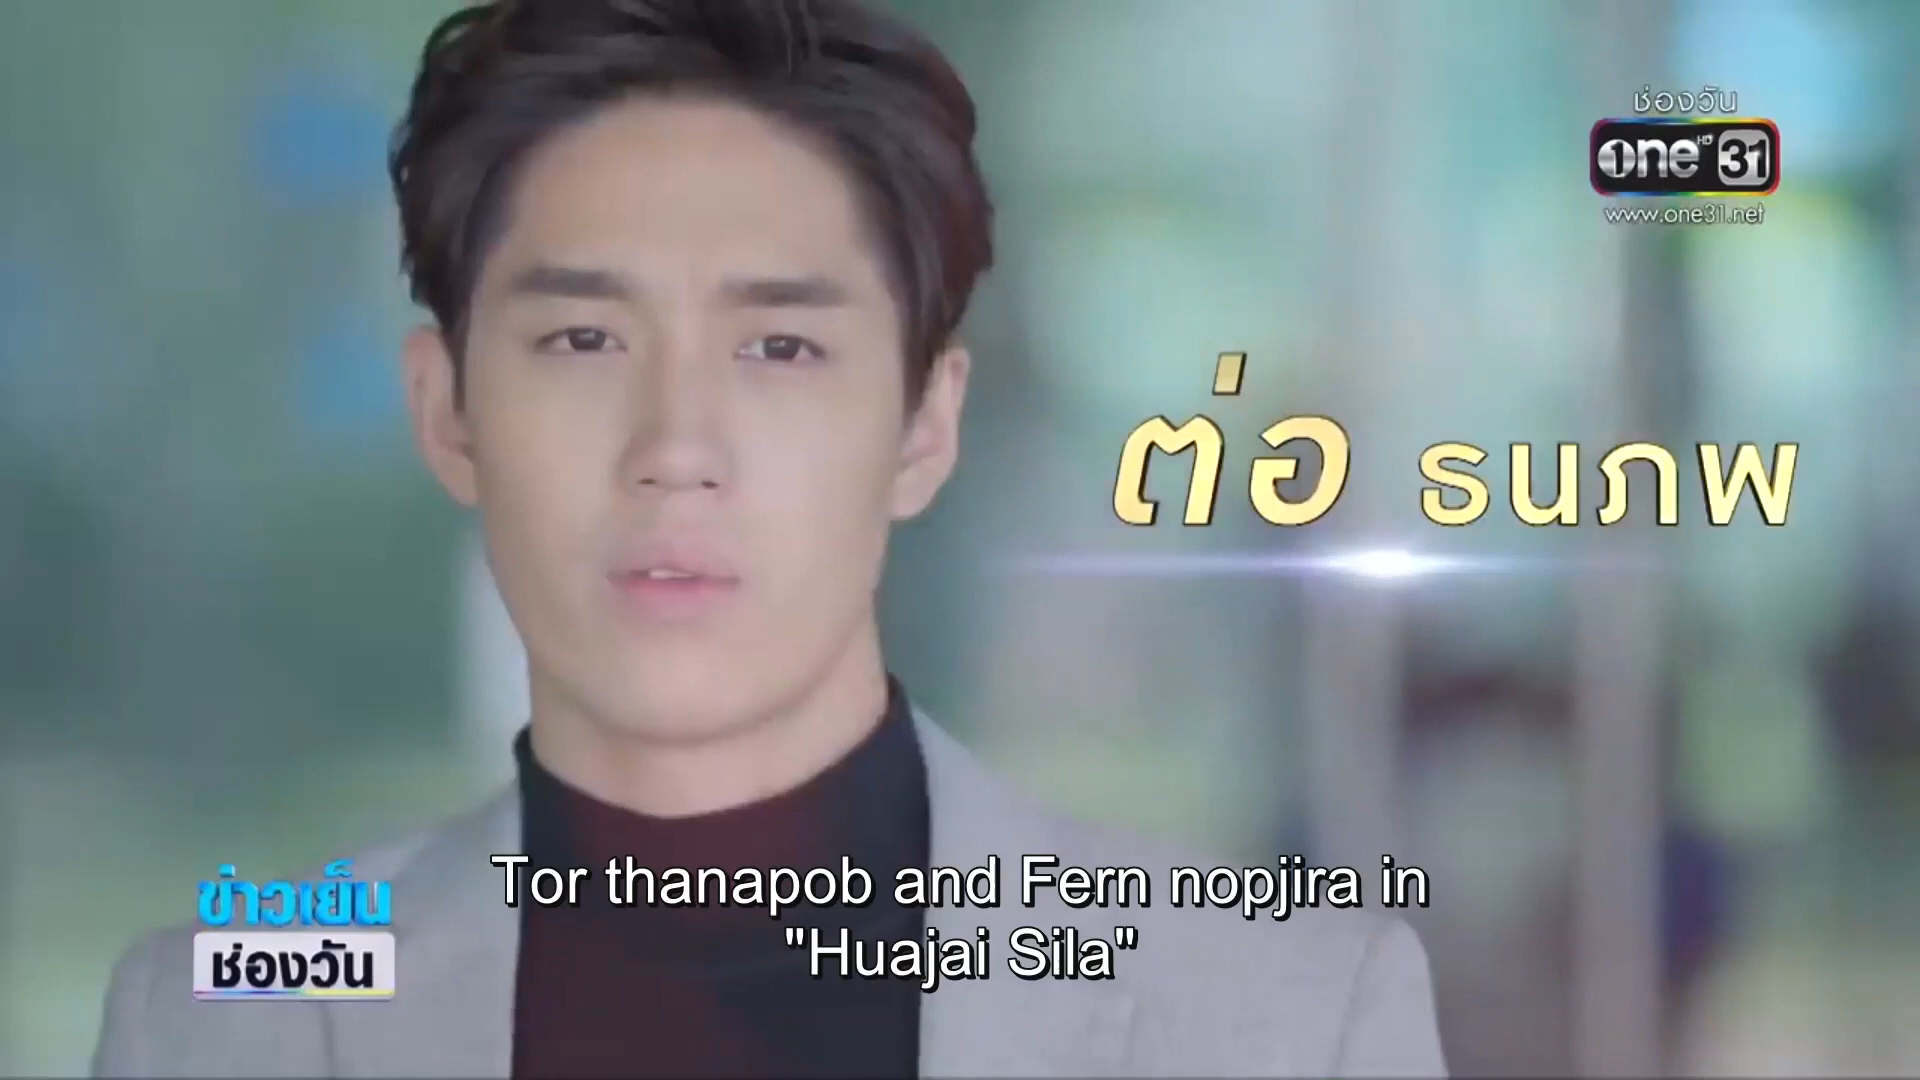 ช่องวัน
one HD 31
www.one31.net
ต่อ ธนภพ
ข่าวเย็น
ช่องวัน
Tor thanapob and Fern nopjira in
"Huajai Sila"